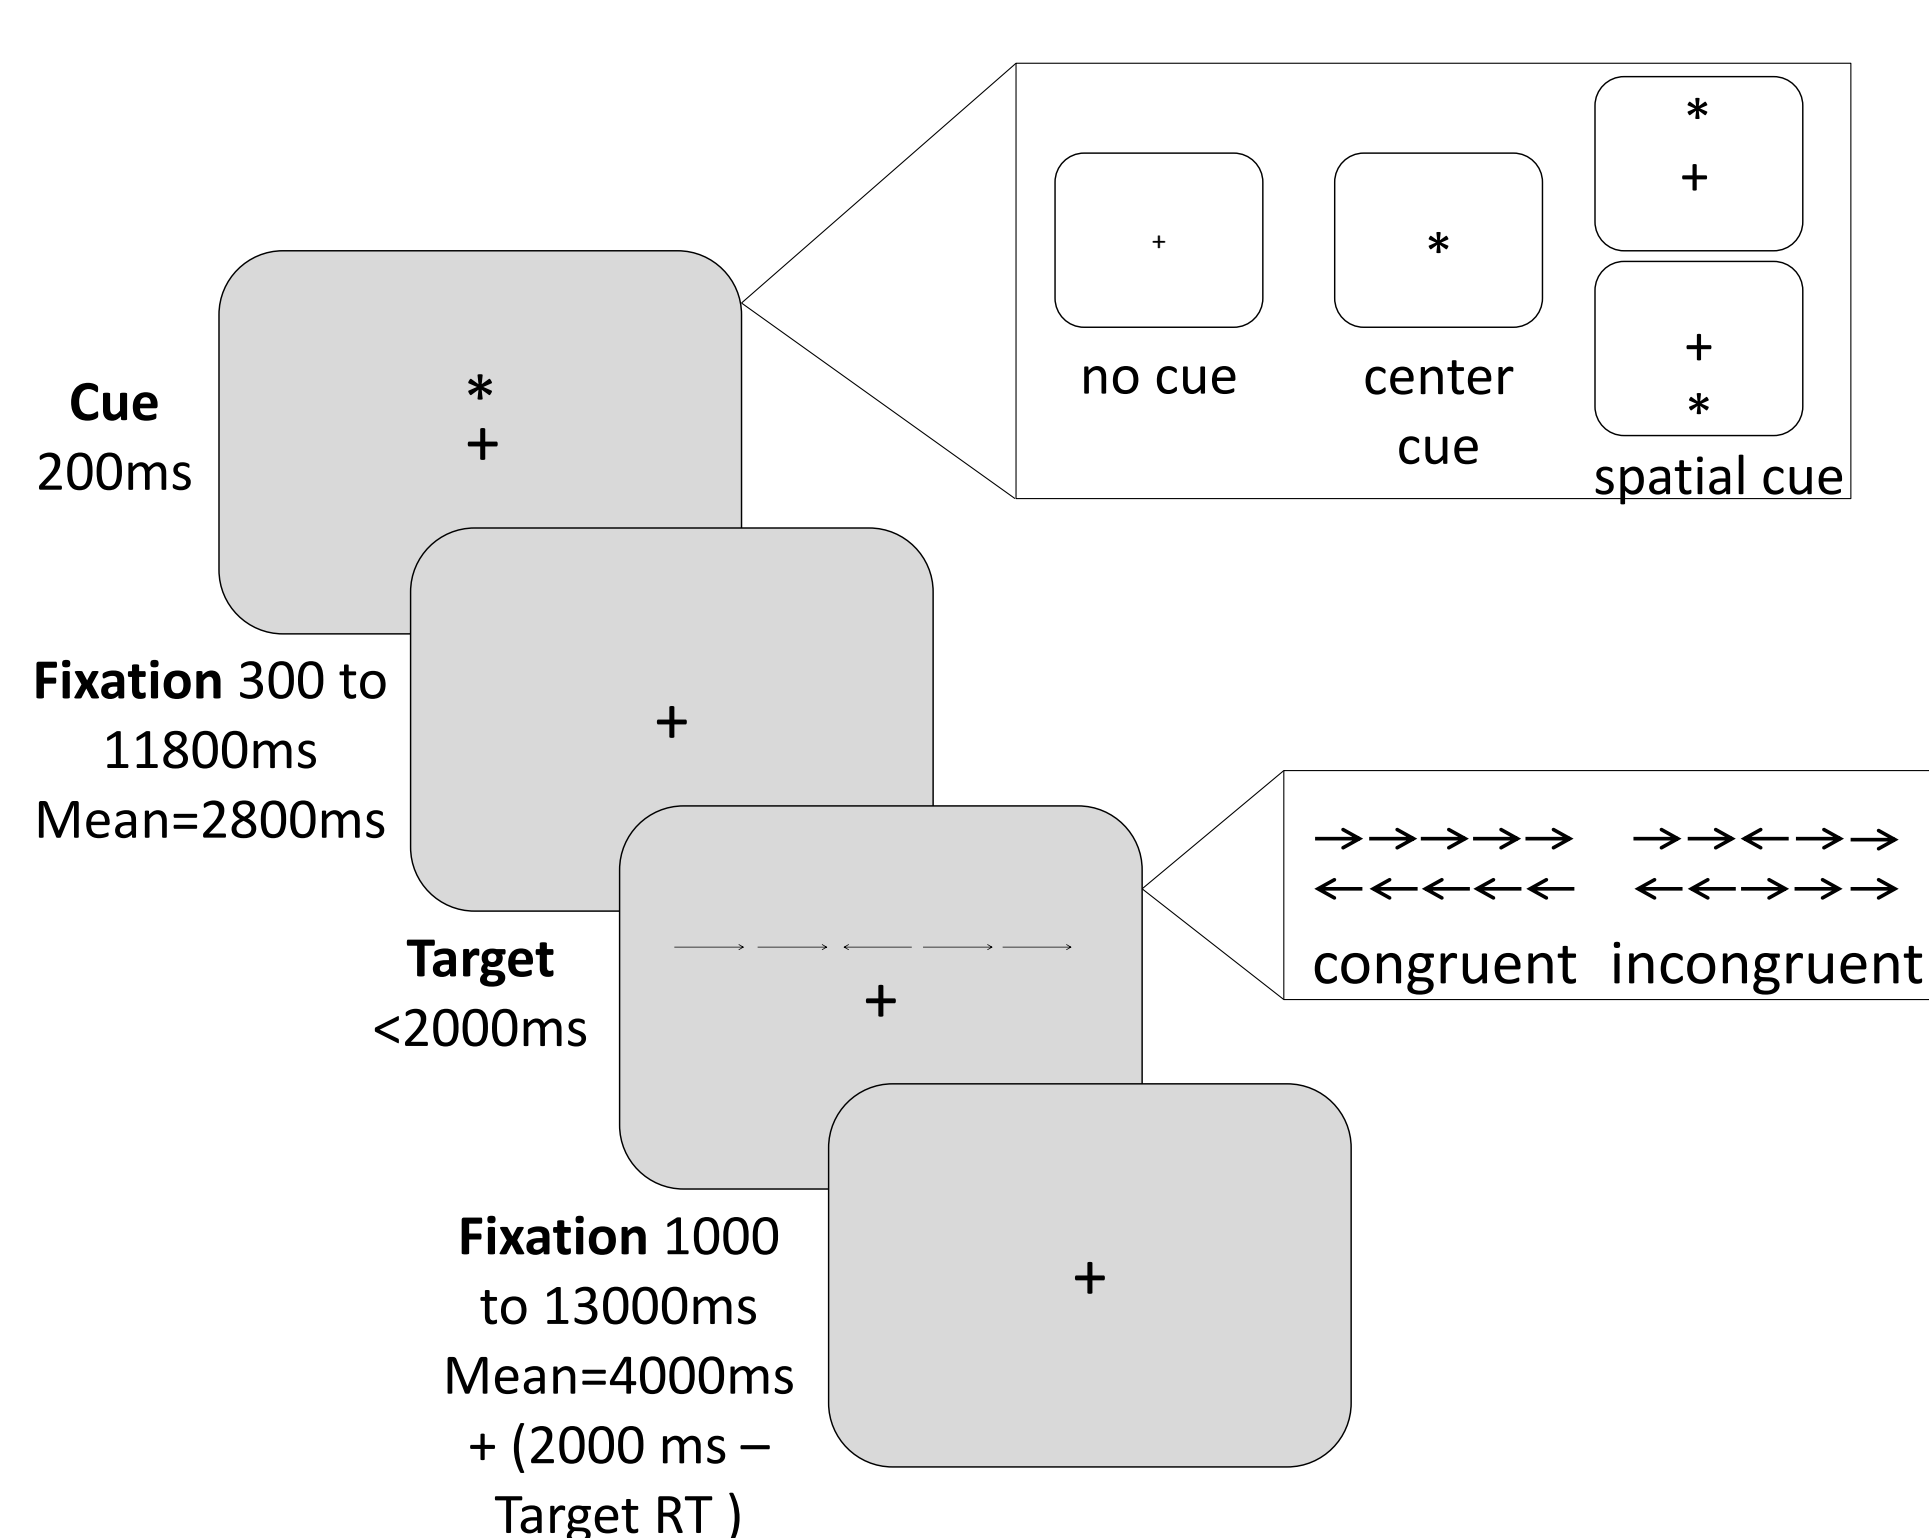 *
+
*
+
*
+
+
*
no cue
center
cue
spatial cue
Cue
200ms
*
+
Fixation 300 to
11800ms
Mean=2800ms
+
→→→→→ →→←→→
←←←←← ←←→→→
congruent incongruent
Target
<2000ms
→→←→→
+
Fixation 1000
to 13000ms
Mean=4000ms
+ (2000 ms –
Target RT )
+